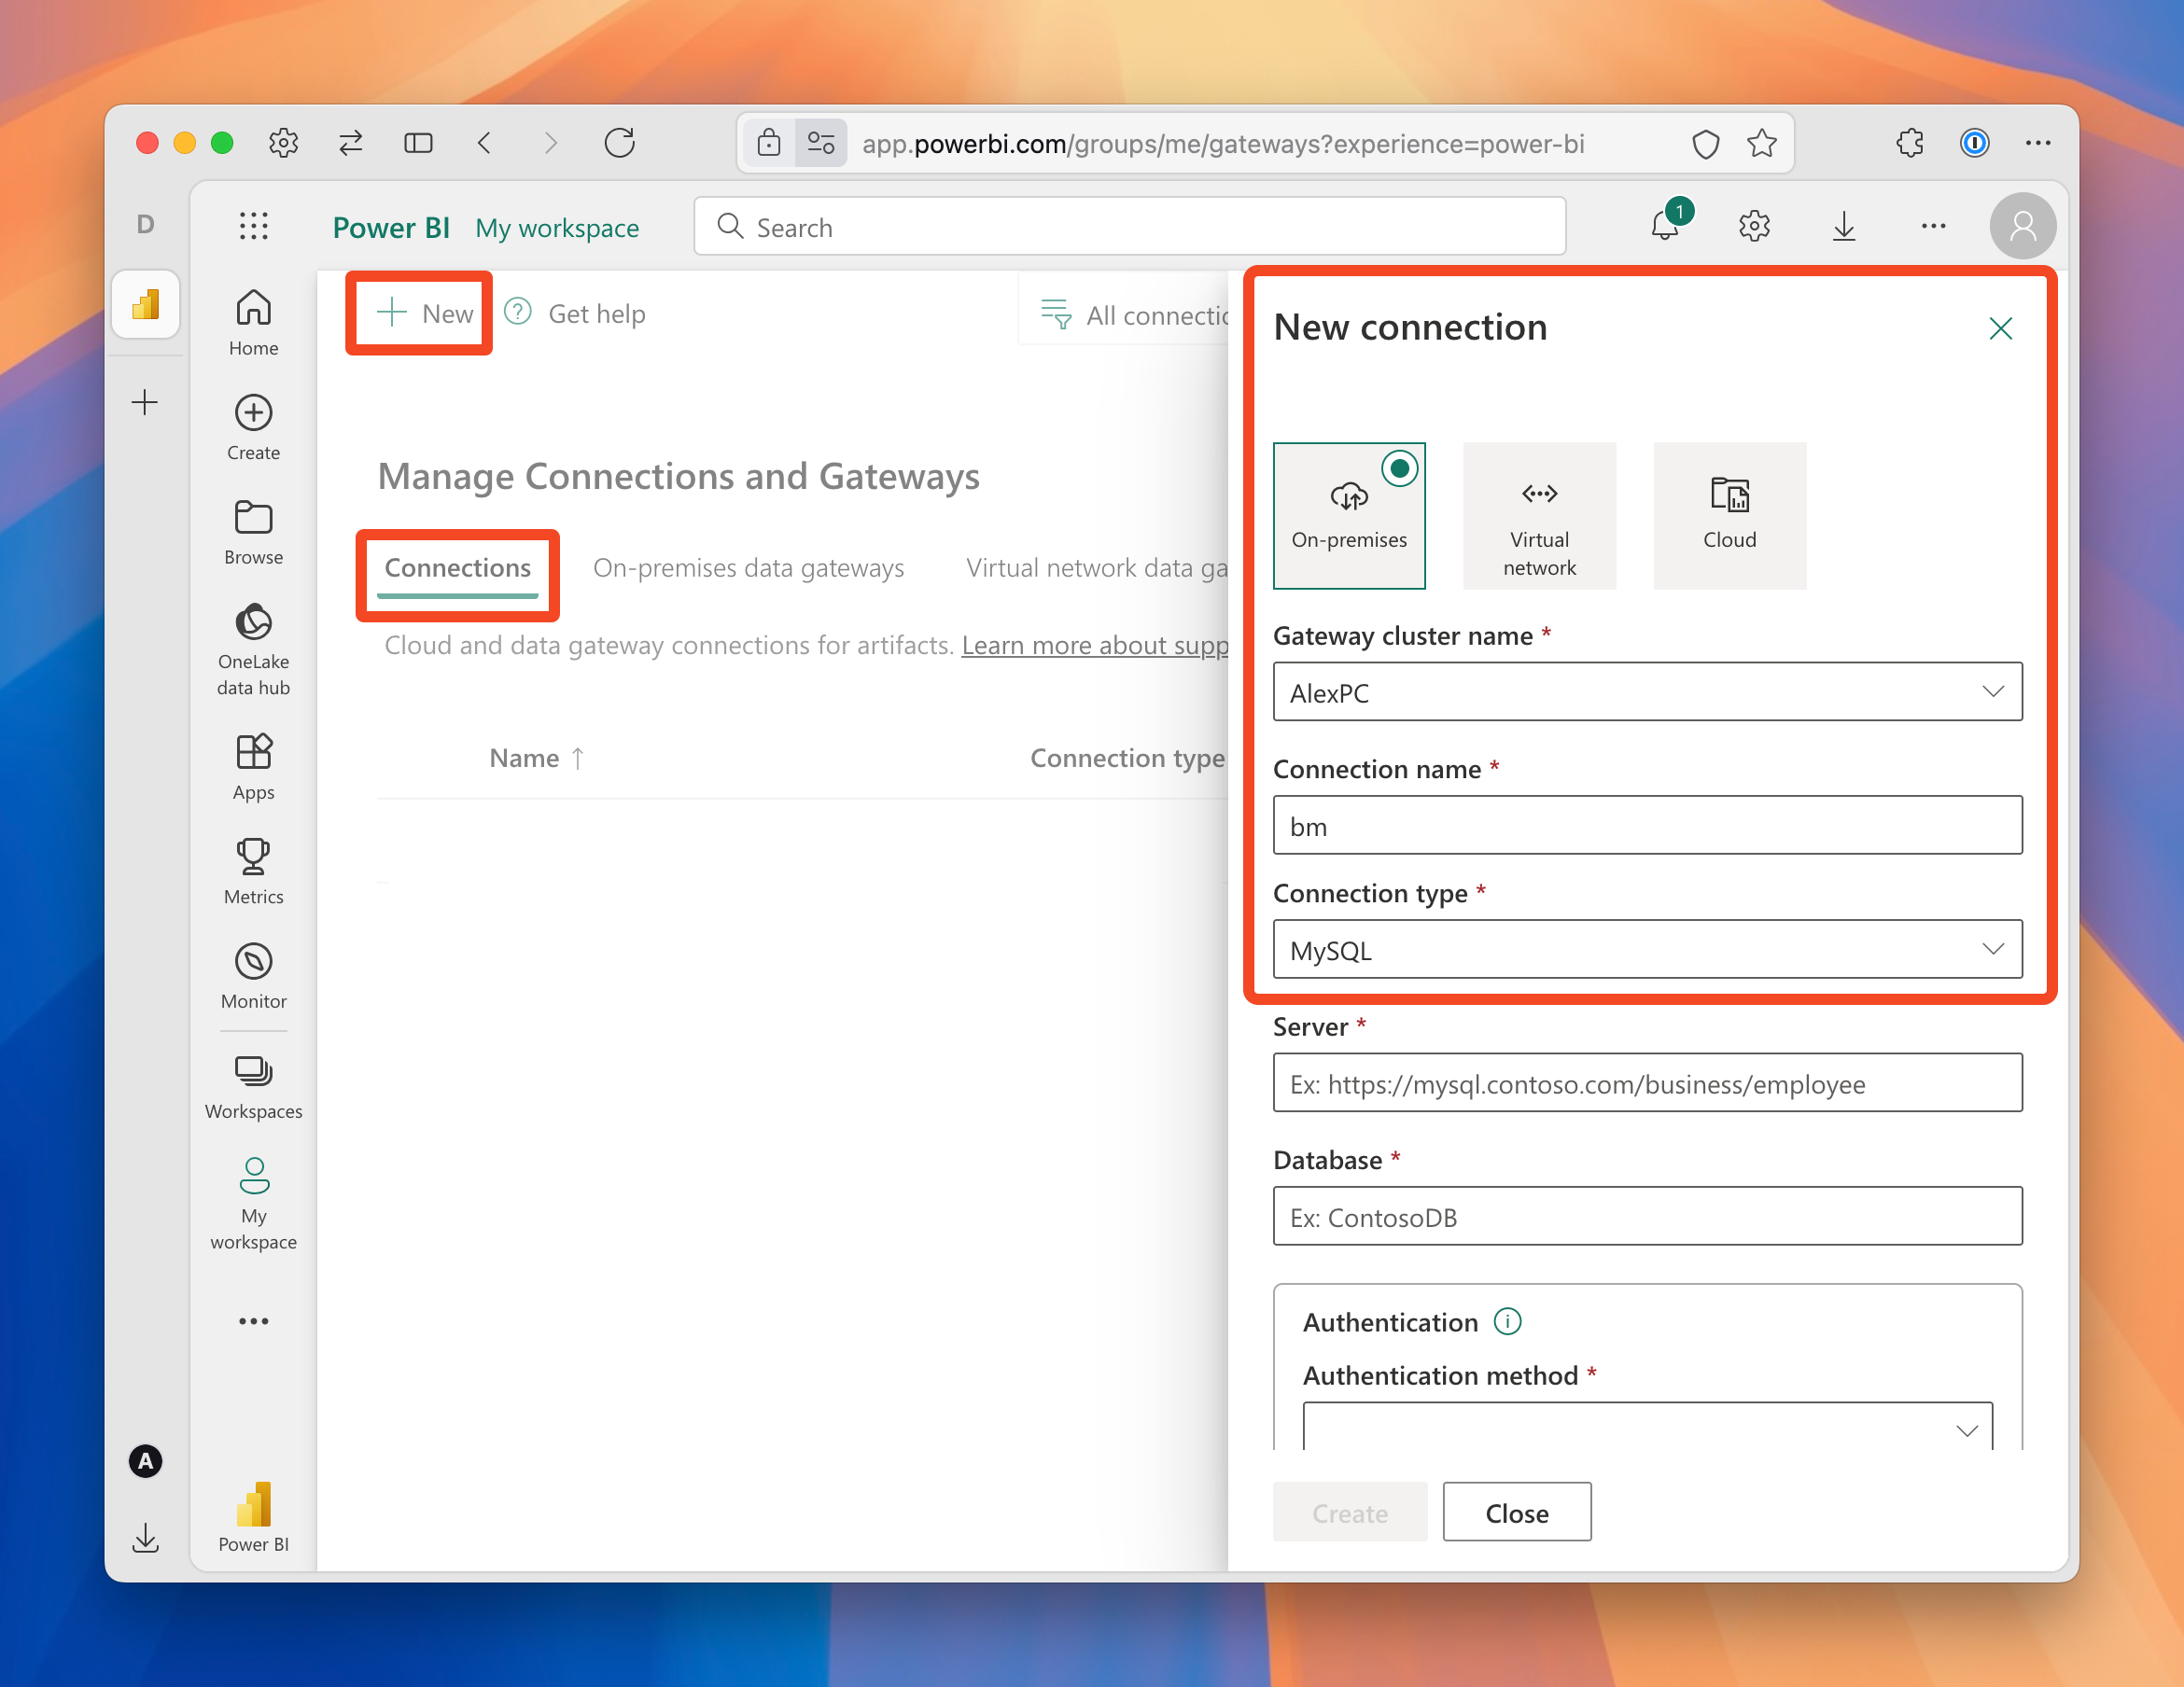 app.powerbi.com/groups/me/gateways?experience=power-bi
D
Power BI
My workspace
Search
1
Home
Create
Browse
OneLake
data hub
Apps
Metrics
Monitor
Workspaces
My
workspace
A
Power BI
New
Get help
All connectio
Manage Connections and Gateways
Connections
On-premises data gateways
Virtual network data ga
Cloud and data gateway connections for artifacts. Learn more about supp
Name ↑
Connection type
New connection
On-premises
Virtual
network
Cloud
Gateway cluster name *
AlexPC
Connection name *
bm
Connection type *
MySQL
Server *
Ex: https://mysql.contoso.com/business/employee
Database *
Ex: ContosoDB
Authentication
Authentication method *
Create
Close